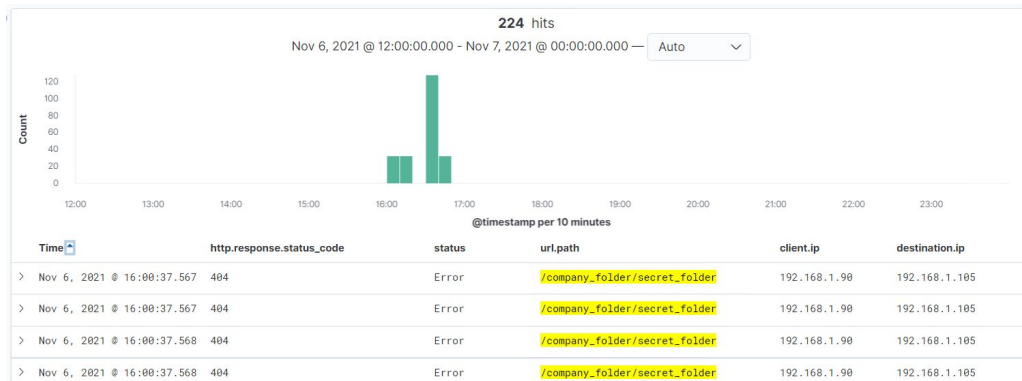 224 hits
Nov 6, 2021 @ 12:00:00.000 - Nov 7, 2021 @ 00:00:00.000 — Auto
Count
120
100
80
60
40
20
0
12:00 13:00 14:00 15:00 16:00 17:00 18:00 19:00 20:00 21:00 22:00 23:00
@timestamp per 10 minutes
Time http.response.status_code status url.path client.ip destination.ip
Nov 6, 2021 @ 16:00:37.567 404 Error /company_folder/secret_folder 192.168.1.90 192.168.1.105
Nov 6, 2021 @ 16:00:37.567 404 Error /company_folder/secret_folder 192.168.1.90 192.168.1.105
Nov 6, 2021 @ 16:00:37.568 404 Error /company_folder/secret_folder 192.168.1.90 192.168.1.105
Nov 6, 2021 @ 16:00:37.568 404 Error /company_folder/secret_folder 192.168.1.90 192.168.1.105